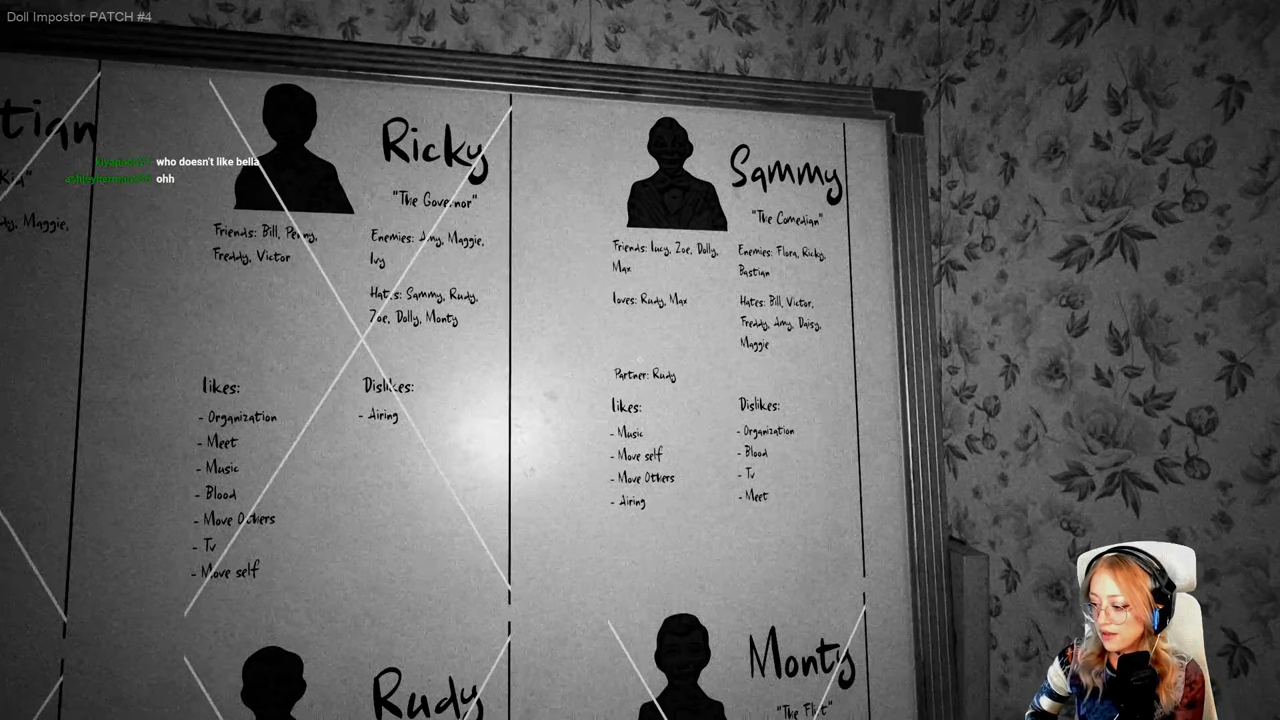 Doll Impostor PATCH #4
tian
who doesn't like bella
ohh
dy, Maggie,
Ricky
"The Governor"
Friends: Bill, Penny,
Freddy, Victor
Enemies: Amy, Maggie,
Ivy
Hates: Sammy, Rudy,
Zoe, Dolly, Monty
Likes:
- Organization
- Meet
- Music
- Blood
- Move Others
- Tv
- Move self
Dislikes:
- Airing
Sammy
"The Comedian"
Friends: Lucy, Zoe, Dolly,
Max
Loves: Rudy, Max
Enemies: Flora, Ricky,
Bastian
Hates: Bill, Victor,
Freddy, Amy, Daisy,
Maggie
Partner: Rudy
Likes:
- Music
- Move self
- Move Others
- Airing
Dislikes:
- Organization
- Blood
- Tv
- Meet
Rudy
Monty
"The Flirt"